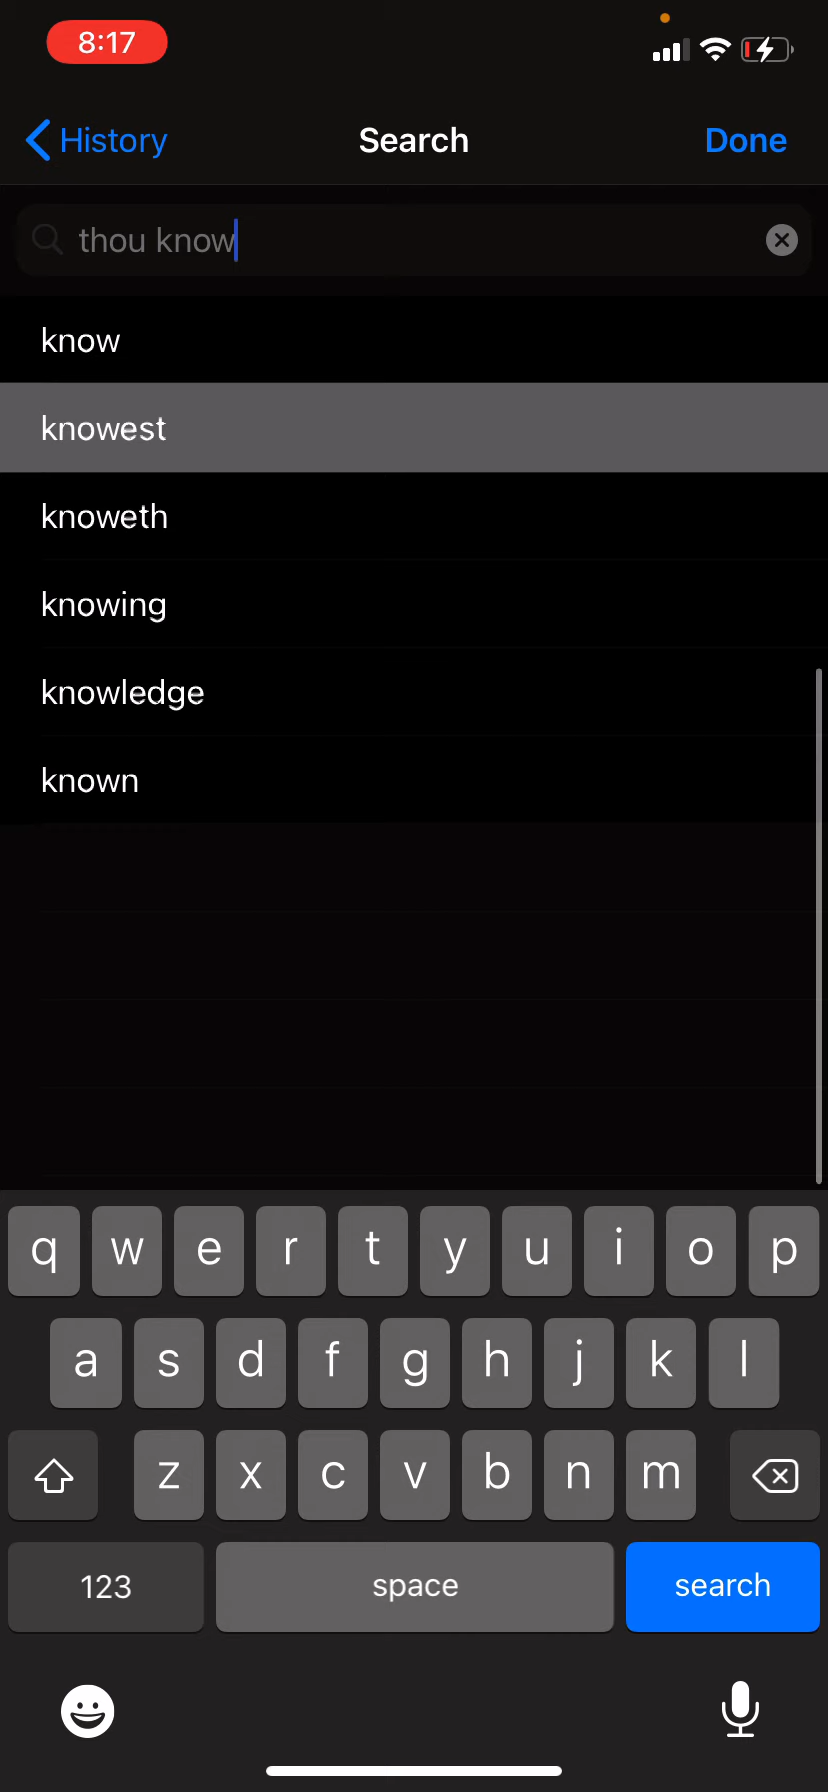 8:17
History Search Done
thou know
know
knowest
knoweth
knowing
knowledge
known
q w e r t y u i o p
a s d f g h j k l
z x c v b n m
123 space search